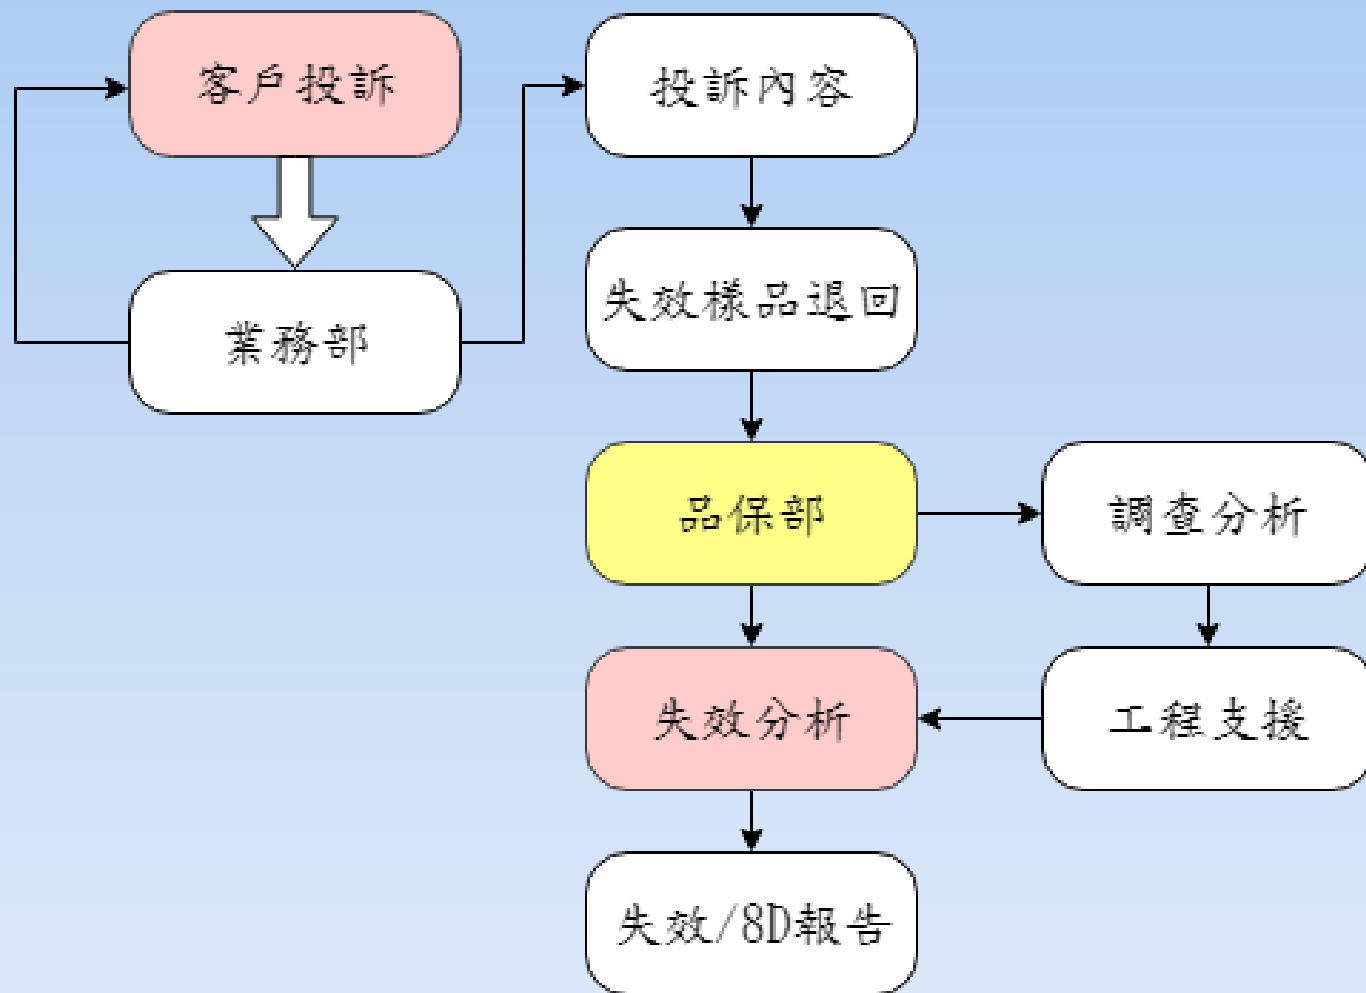 客戶投訴
投訴內容
失效樣品退回
業務部
品保部
調查分析
失效分析
工程支援
失效/8D報告